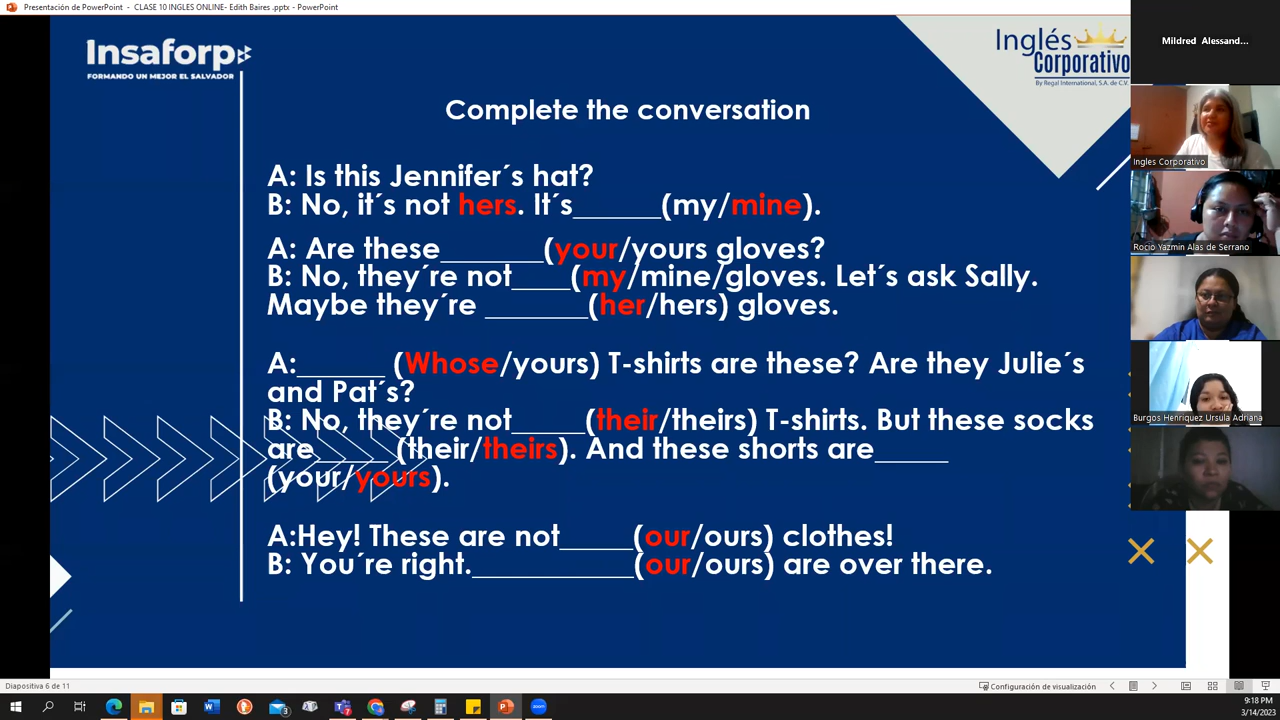 Presentación de PowerPoint - CLASE 10 INGLES ONLINE- Edith Baires .pptx - PowerPoint
Insaforp
FORMANDO UN MEJOR EL SALVADOR
Inglés
Corporativo
By Regal International, S.A. de C.V.
Complete the conversation
A: Is this Jennifer´s hat?
B: No, it´s not hers. It´s______(my/mine).
A: Are these_______(your/yours gloves?
B: No, they´re not____(my/mine/gloves. Let´s ask Sally.
Maybe they´re _______(her/hers) gloves.
A:______ (Whose/yours) T-shirts are these? Are they Julie´s
and Pat´s?
B: No, they´re not_____(their/theirs) T-shirts. But these socks
are_____ (their/theirs). And these shorts are_____
(your/yours).
A:Hey! These are not_____(our/ours) clothes!
B: You´re right.___________(our/ours) are over there.
Mildred Alessand...
Ingles Corporativo
Rocio Yazmin Alas de Serrano
Burgos Henriquez Ursula Adriana
Diapositiva 6 de 11
Configuración de visualización
9:18 PM
3/14/2023